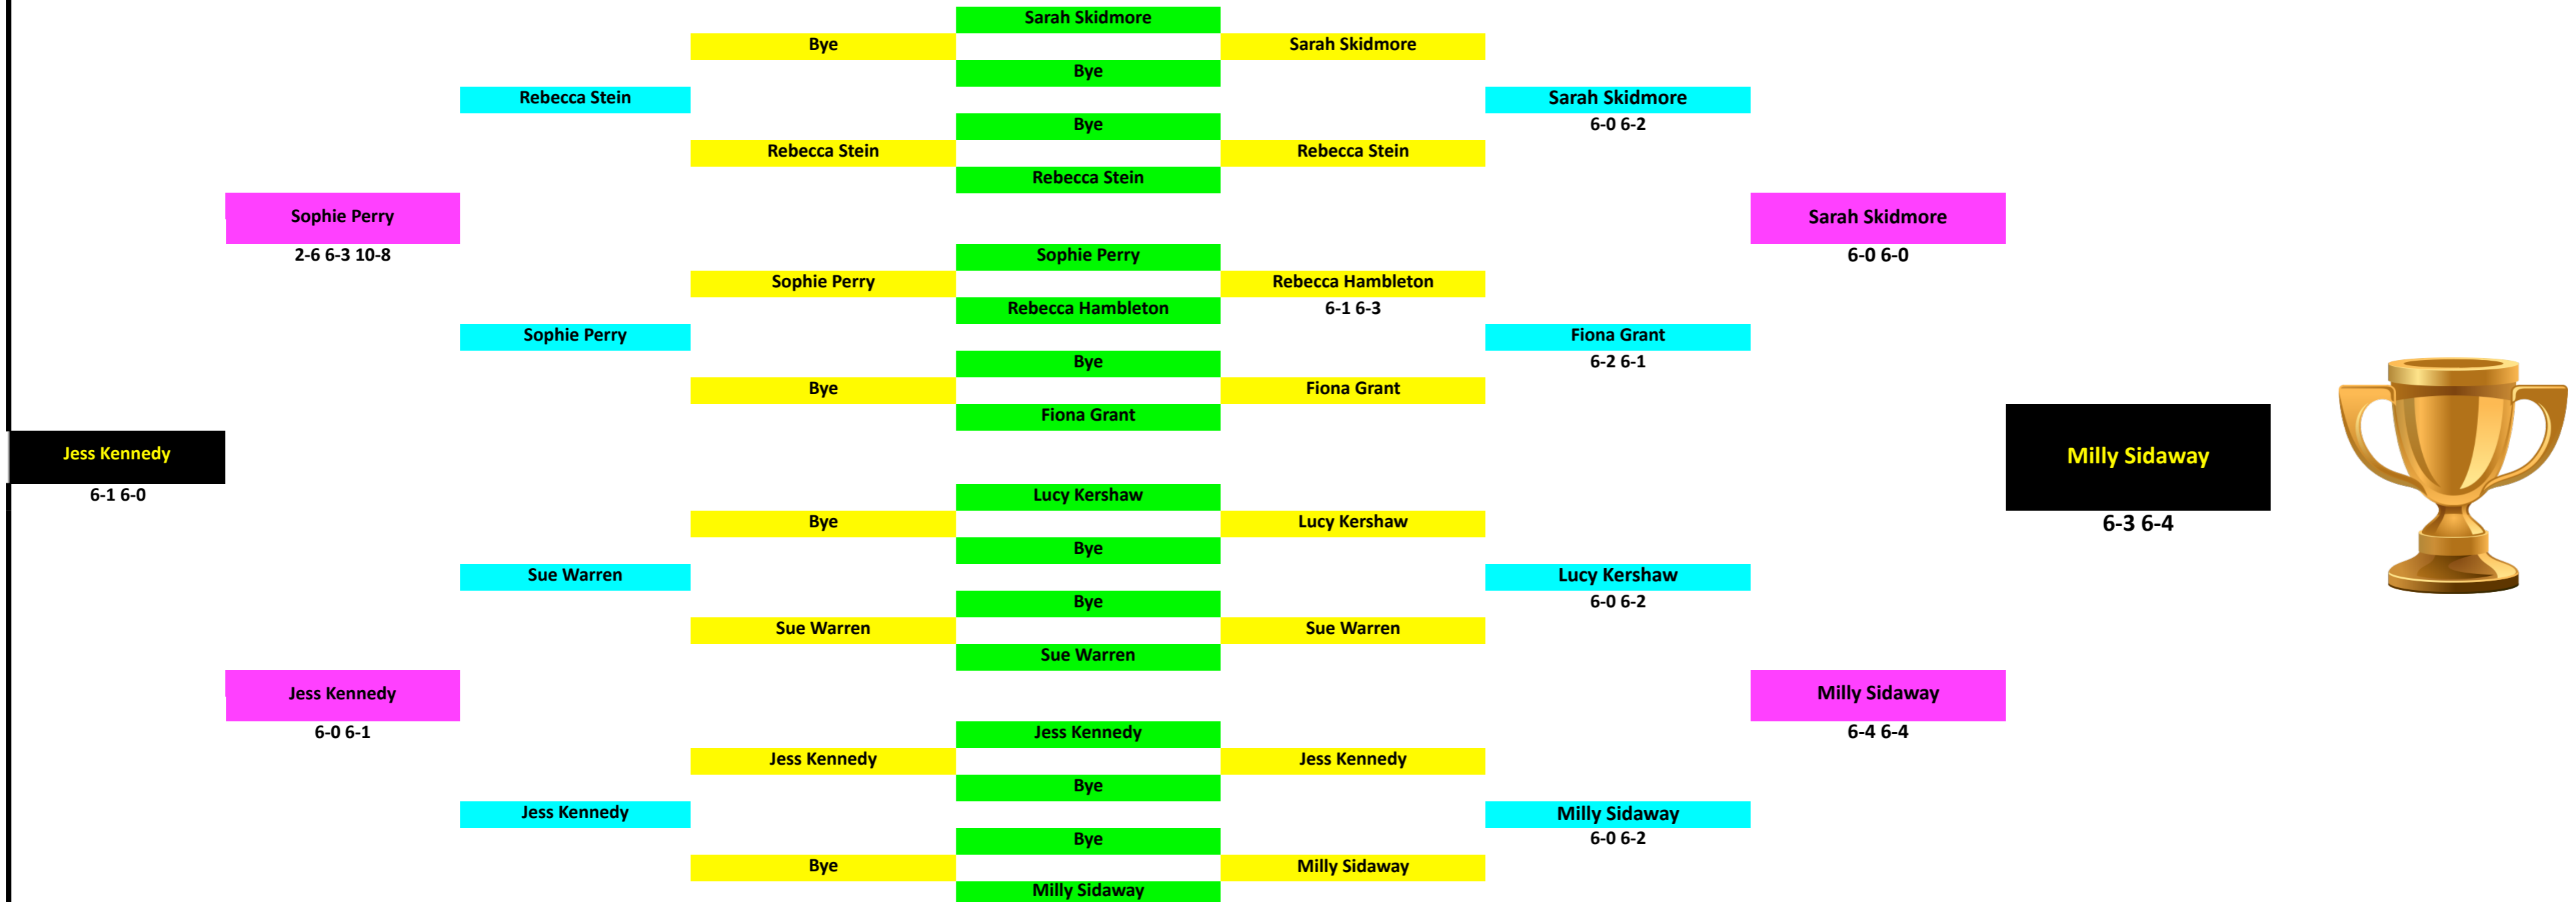 Sarah Skidmore
Bye
Sarah Skidmore
Bye
Rebecca Stein
Sarah Skidmore
Bye
6-0 6-2
Rebecca Stein
Rebecca Stein
Rebecca Stein
Sophie Perry
Sarah Skidmore
2-6 6-3 10-8
Sophie Perry
6-0 6-0
Sophie Perry
Rebecca Hambleton
Rebecca Hambleton
6-1 6-3
Sophie Perry
Fiona Grant
Bye
6-2 6-1
Bye
Fiona Grant
Fiona Grant
Jess Kennedy
Milly Sidaway
6-1 6-0
Lucy Kershaw
Bye
Lucy Kershaw
6-3 6-4
Bye
Sue Warren
Lucy Kershaw
Bye
6-0 6-2
Sue Warren
Sue Warren
Sue Warren
Jess Kennedy
Milly Sidaway
6-0 6-1
Jess Kennedy
6-4 6-4
Jess Kennedy
Jess Kennedy
Bye
Jess Kennedy
Milly Sidaway
Bye
6-0 6-2
Bye
Milly Sidaway
Milly Sidaway